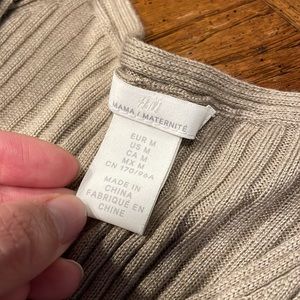 H&M
MAMA / MATERNITÉ
EUR M
US M
CA M
MX M
CN 170/96A
MADE IN
CHINA
FABRIQUÉ EN
CHINE